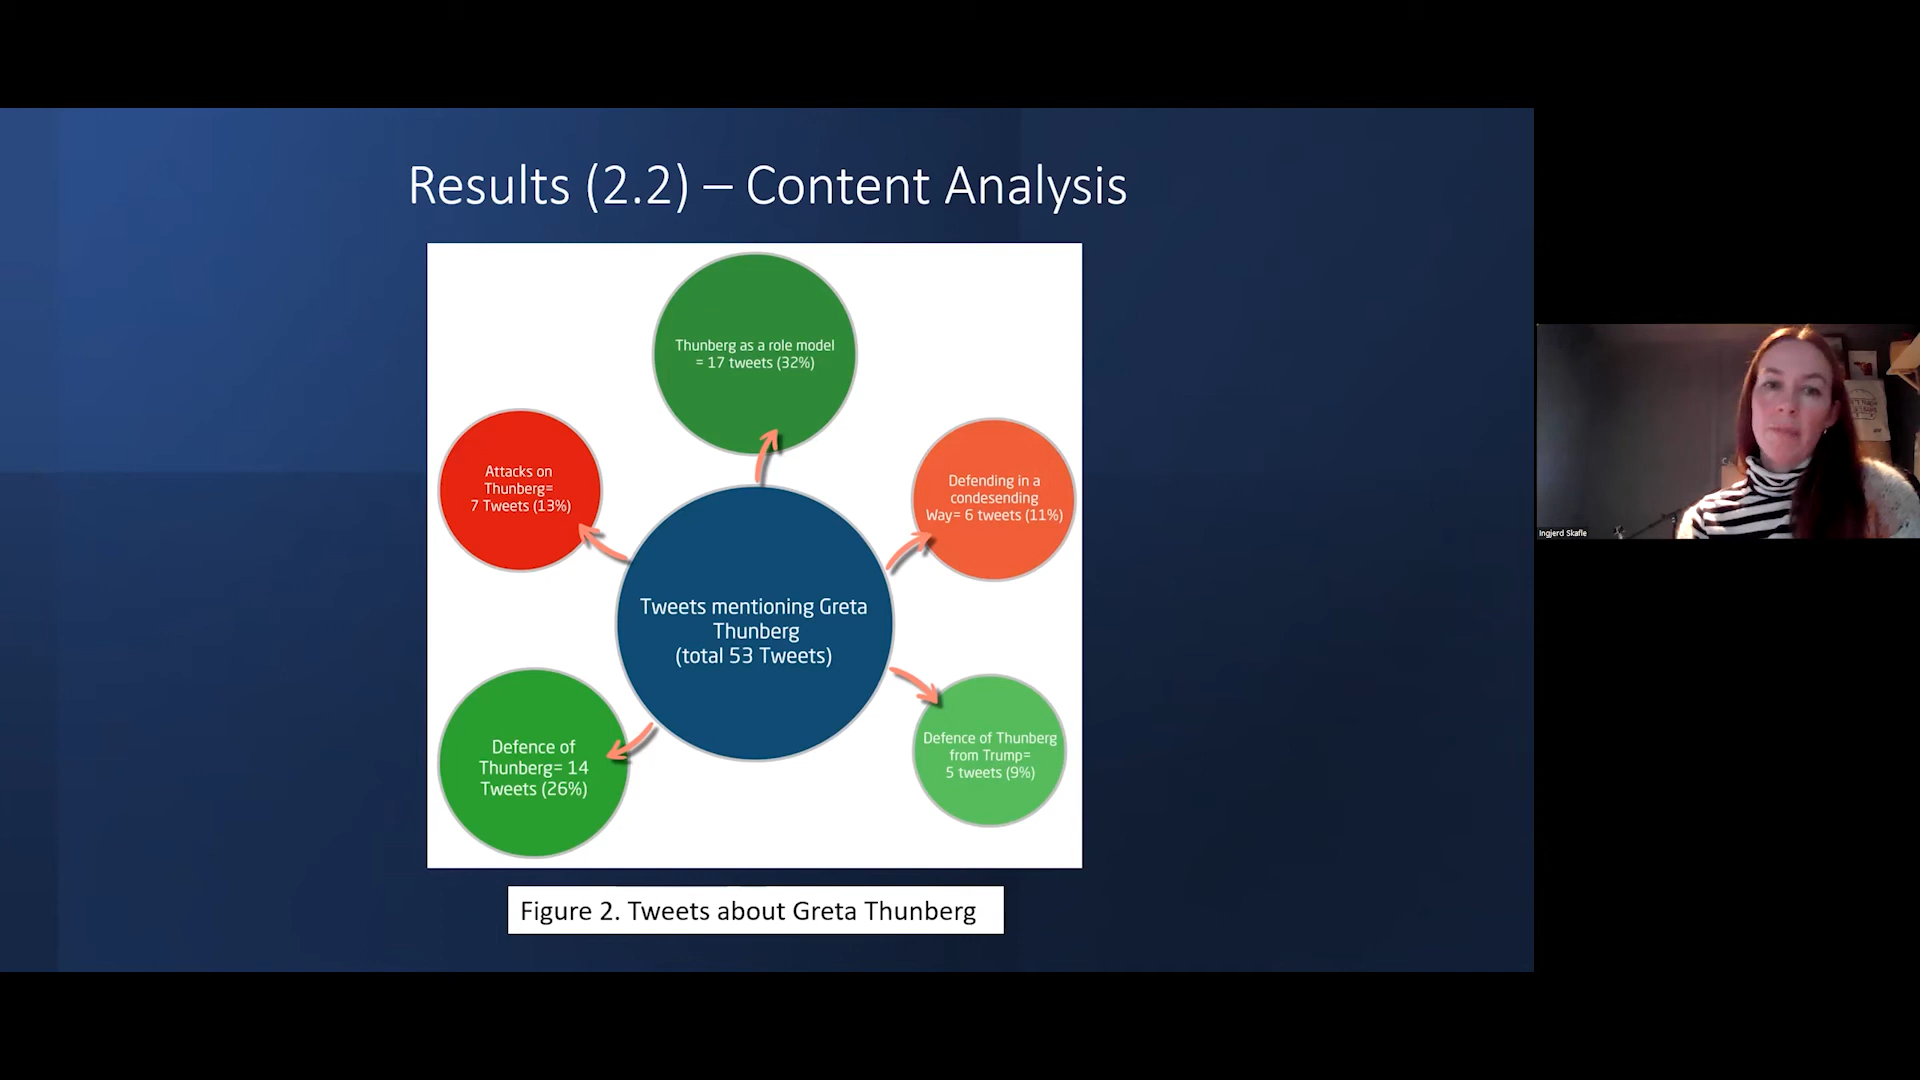 Results (2.2) – Content Analysis
Thunberg as a role model
= 17 tweets (32%)
Attacks on
Thunberg=
7 Tweets (13%)
Defending in a
condesending
Way= 6 tweets (11%)
Tweets mentioning Greta
Thunberg
(total 53 Tweets)
Defence of
Thunberg= 14
Tweets (26%)
Defence of Thunberg
from Trump=
5 tweets (9%)
Figure 2. Tweets about Greta Thunberg
Ingjerd Skafle